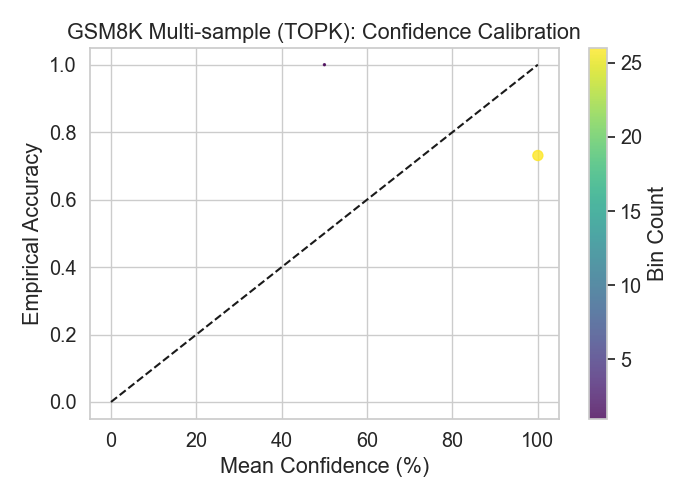 GSM8K Multi-sample (TOPK): Confidence Calibration
1.0
0.8
0.6
0.4
0.2
0.0
Empirical Accuracy
0 20 40 60 80 100
Mean Confidence (%)
25
20
15
10
5
Bin Count